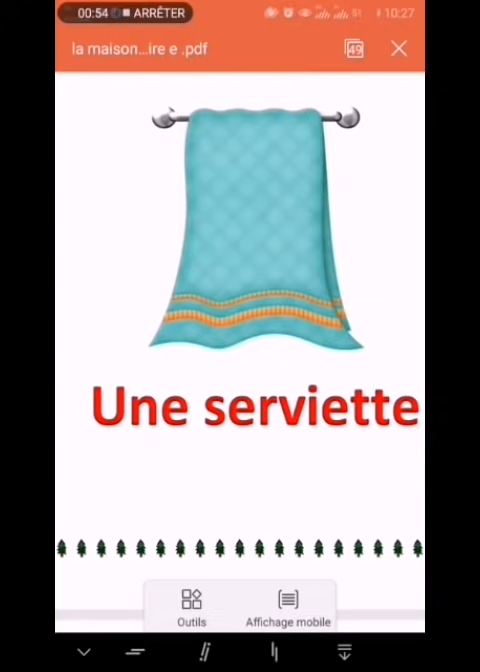 00:54 ARRÊTER 10:27
la maison...ire e .pdf 49
Une serviette
Outils Affichage mobile